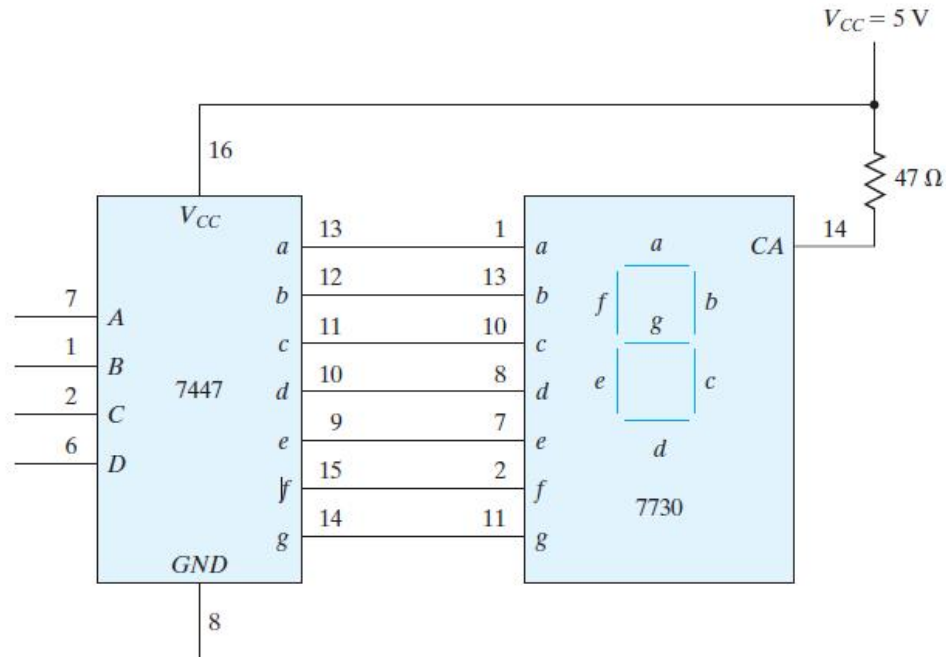 V_CC = 5 V
16
47 Ω
V_CC
a 13 1 a
CA 14
a
b 12 13 b
f b
7 A
g
c 11 10 c
1 B
7447
d 10 8 d
e c
2 C
e 9 7 e
d
6 D
f 15 2 f
7730
g 14 11 g
GND
8